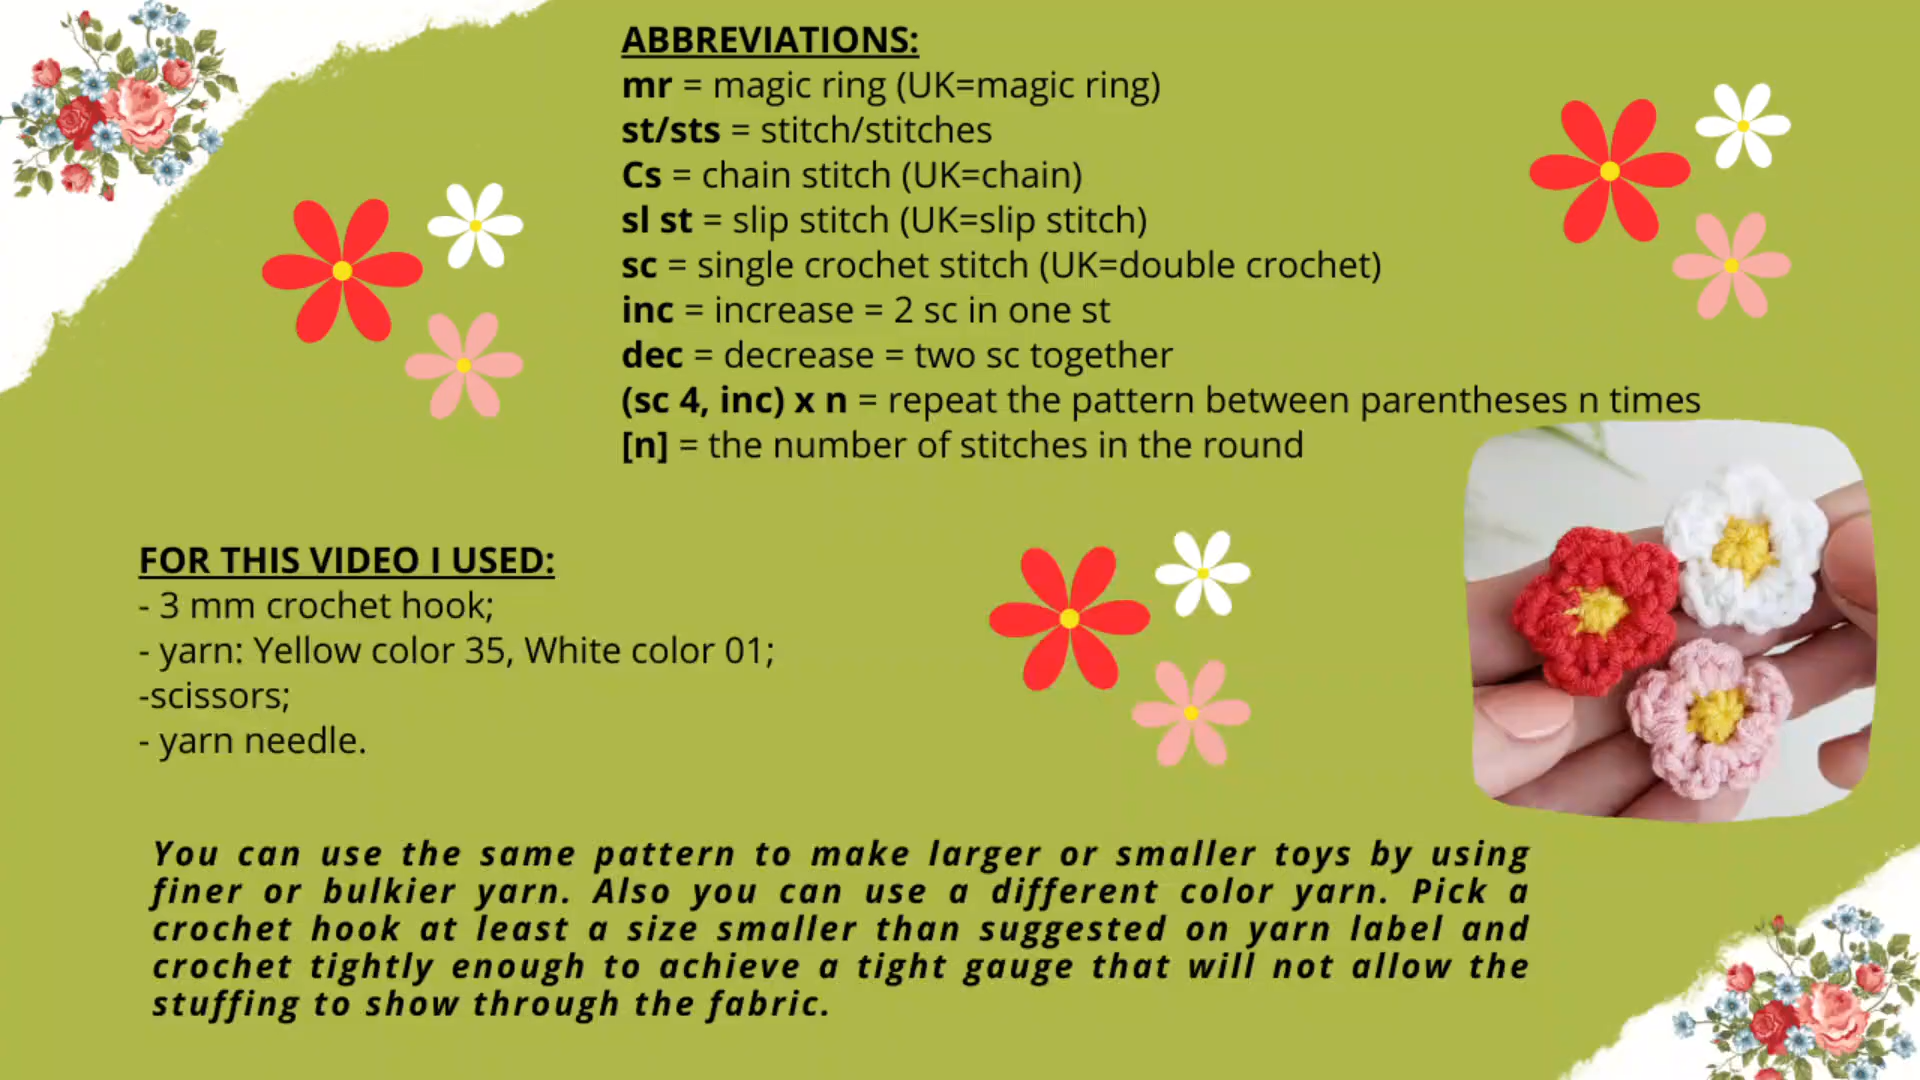 ABBREVIATIONS:
mr = magic ring (UK=magic ring)
st/sts = stitch/stitches
Cs = chain stitch (UK=chain)
sl st = slip stitch (UK=slip stitch)
sc = single crochet stitch (UK=double crochet)
inc = increase = 2 sc in one st
dec = decrease = two sc together
(sc 4, inc) x n = repeat the pattern between parentheses n times
[n] = the number of stitches in the round
FOR THIS VIDEO I USED:
- 3 mm crochet hook;
- yarn: Yellow color 35, White color 01;
-scissors;
- yarn needle.
You can use the same pattern to make larger or smaller toys by using
finer or bulkier yarn. Also you can use a different color yarn. Pick a
crochet hook at least a size smaller than suggested on yarn label and
crochet tightly enough to achieve a tight gauge that will not allow the
stuffing to show through the fabric.